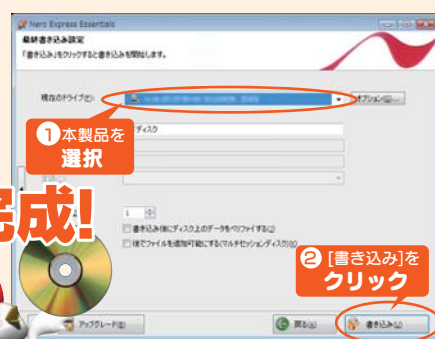 Nero Express Essentials
最終書き込み設定
「書き込み」をクリックすると書き込みを開始します。
現在のドライブ(R):
オプション(O)...
①本製品を
選択
ディスク
完成!
1
書き込み後にディスク上のデータをベリファイする
後でファイルを追加可能にする(マルチセッションディスク)
② [書き込み]を
クリック
アップグレード
戻る
書き込み